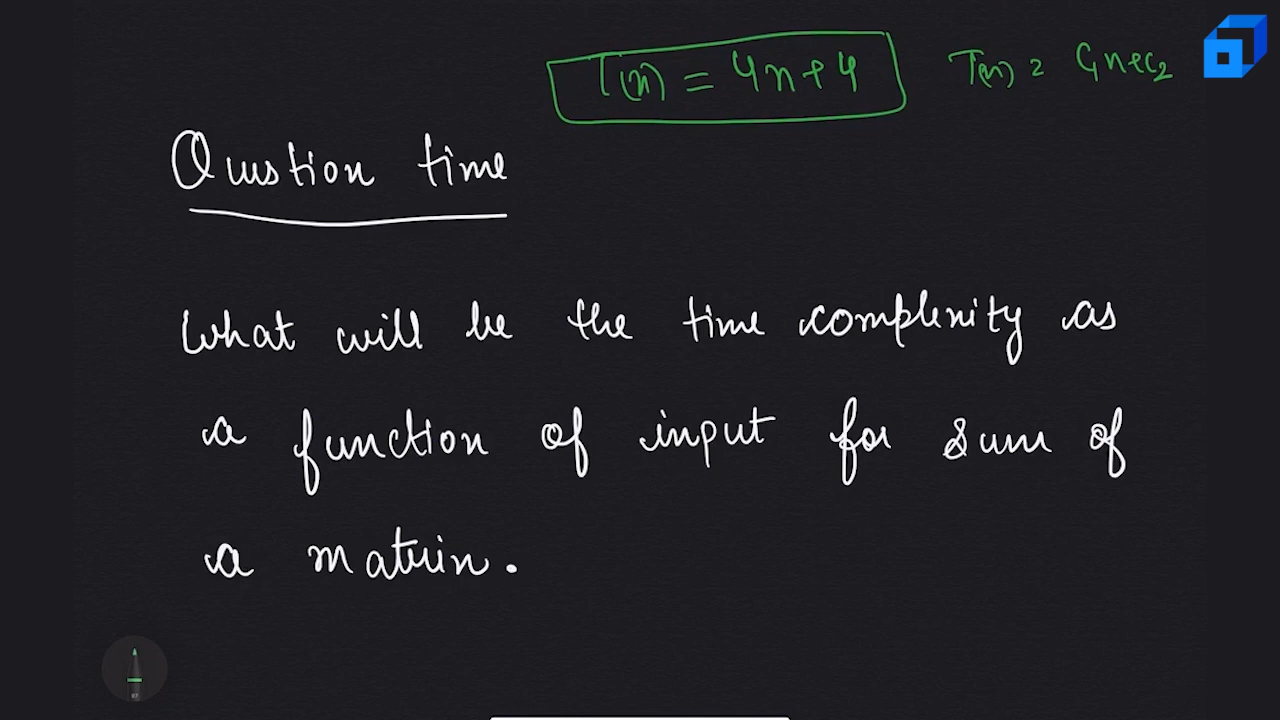 T(n) = 4n+4
T(n) = C1n+C2
Question time
What will be the time complexity as
a function of input for sum of
a matrix.